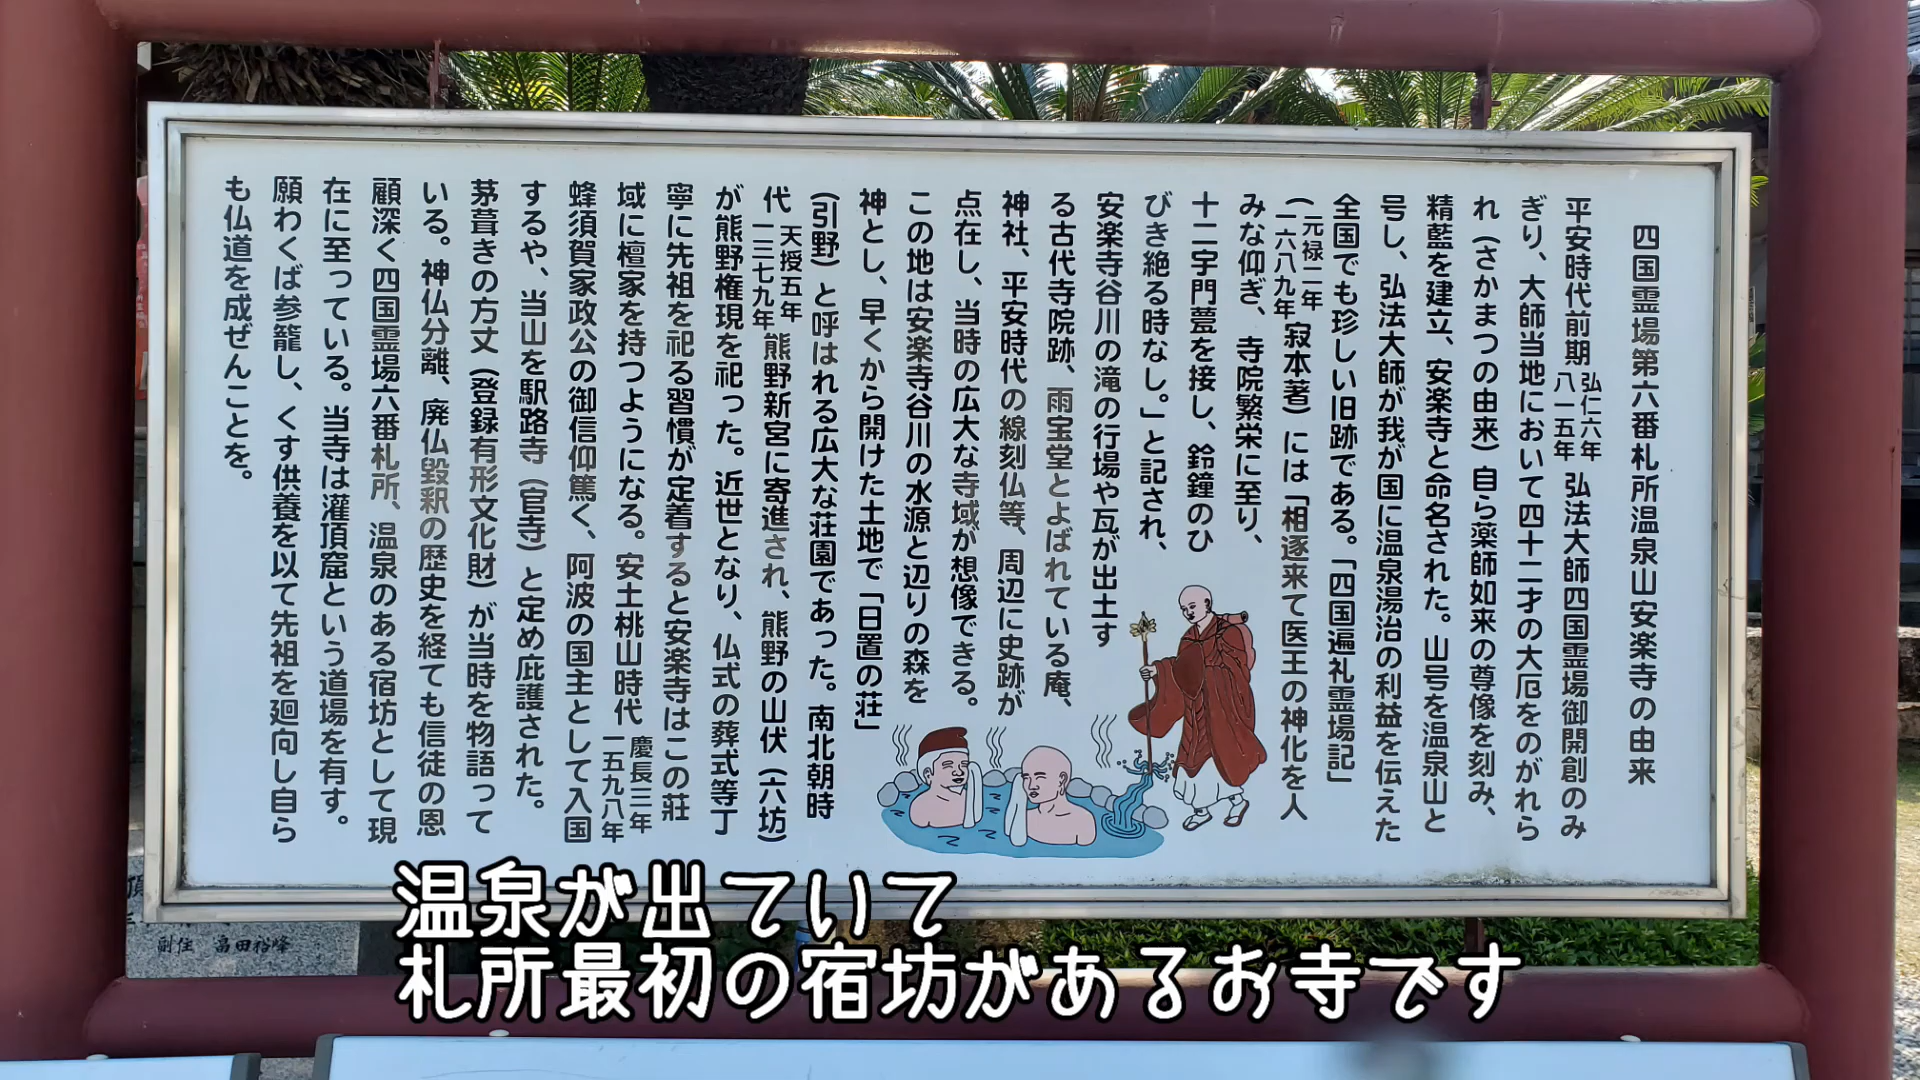 四国霊場第六番札所温泉山安楽寺の由来
平安時代前期 弘仁六年 八一五年 弘法大師四国霊場御開創のみ
ぎり、大師当地において四十二才の大厄をのがれら
れ（さかまつの由来）自ら薬師如来の尊像を刻み、
精藍を建立、安楽寺と命名された。山号を温泉山と
号し、弘法大師が我が国に温泉湯治の利益を伝えた
全国でも珍しい旧跡である。「四国遍礼霊場記」
（元禄二年 一六八九年 寂本著）には「相逐来て医王の神化を人
みな仰ぎ、寺院繁栄に至り、
十二宇門薨を接し、鈴鐘のひ
びき絶る時なし。」と記され、
安楽寺谷川の滝の行場や瓦が出土す
る古代寺院跡、雨宝堂とよばれている庵、
神社、平安時代の線刻仏等、周辺に史跡が
点在し、当時の広大な寺域が想像できる。
この地は安楽寺谷川の水源と辺りの森を
神とし、早くから開けた土地で「日置の荘」
（引野）と呼はれる広大な荘園であった。南北朝時
代 天授五年 一三七九年 熊野新宮に寄進され、熊野の山伏（六坊）
が熊野権現を祀った。近世となり、仏式の葬式等丁
寧に先祖を祀る習慣が定着すると安楽寺はこの荘
域に檀家を持つようになる。安土桃山時代 慶長三年 一五九八年
蜂須賀家政公の御信仰篤く、阿波の国主として入国
するや、当山を駅路寺（官寺）と定め庇護された。
茅葺きの方丈（登録有形文化財）が当時を物語って
いる。神仏分離、廃仏毀釈の歴史を経ても信徒の恩
顧深く四国霊場六番札所、温泉のある宿坊として現
在に至っている。当寺は灌頂窟という道場を有す。
願わくば参籠し、くす供養を以て先祖を廻向し自ら
も仏道を成ぜんことを。
副住 畠田裕峰
温泉が出ていて
札所最初の宿坊があるお寺です